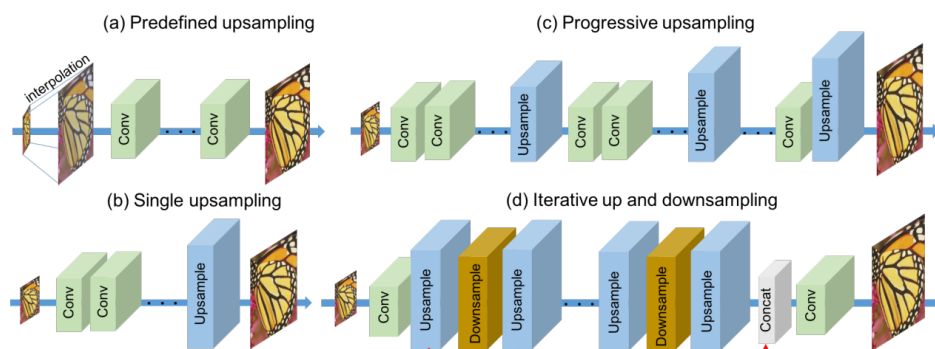 (a) Predefined upsampling
interpolation
Conv
Conv
(c) Progressive upsampling
Conv
Conv
Upsample
Conv
Conv
Upsample
Conv
Upsample
(b) Single upsampling
Conv
Conv
Upsample
(d) Iterative up and downsampling
Conv
Upsample
Downsample
Upsample
Upsample
Downsample
Upsample
Concat
Conv